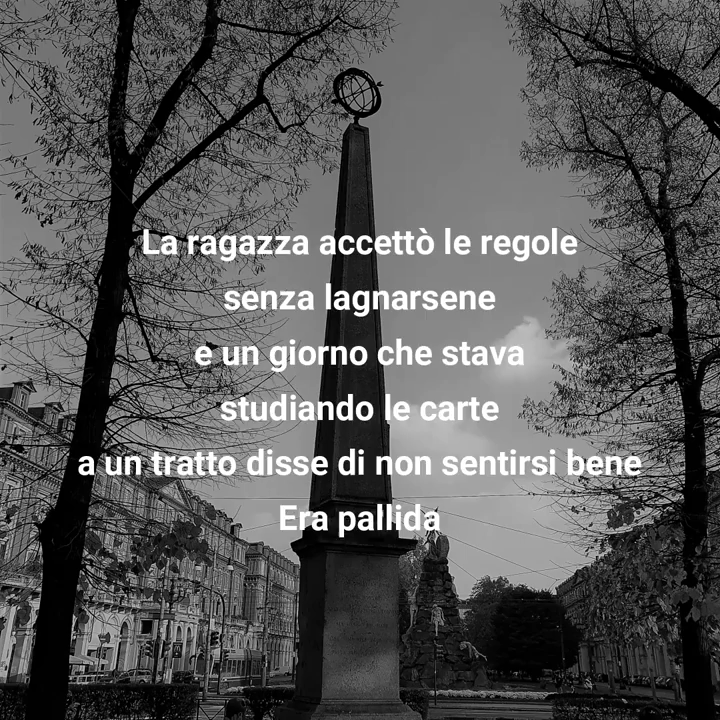 La ragazza accettò le regole
senza lagnarsene
e un giorno che stava
studiando le carte
a un tratto disse di non sentirsi bene
Era pallida